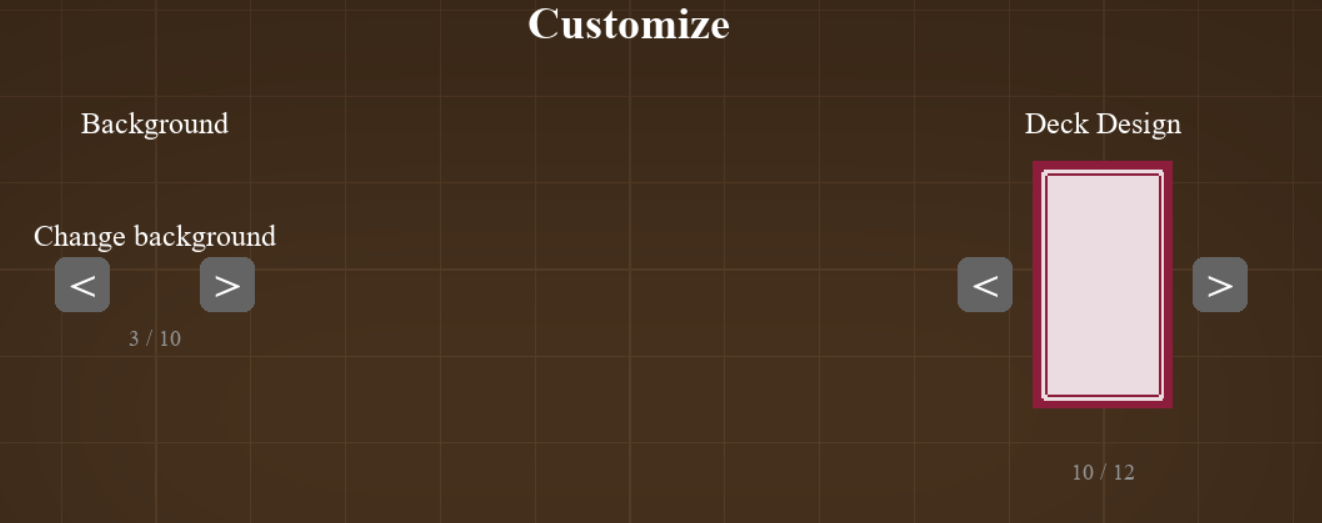 Customize
Background
Deck Design
Change background
< >
< >
3 / 10
10 / 12